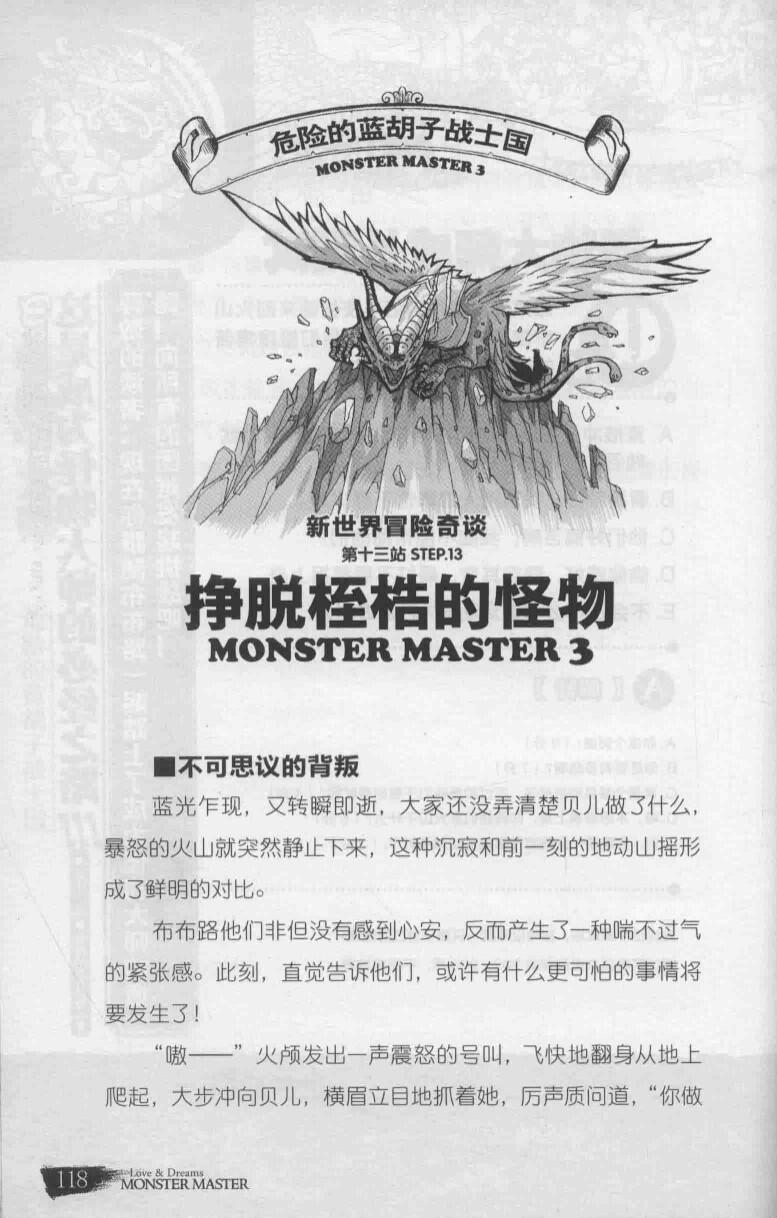 危险的蓝胡子战士国
MONSTER MASTER 3
新世界冒险奇谈
第十三站 STEP.13
挣脱桎梏的怪物
MONSTER MASTER 3
■不可思议的背叛
蓝光乍现，又转瞬即逝，大家还没弄清楚贝儿做了什么，
暴怒的火山就突然静止下来，这种沉寂和前一刻的地动山摇形
成了鲜明的对比。
布布路他们非但没有感到心安，反而产生了一种喘不过气
的紧张感。此刻，直觉告诉他们，或许有什么更可怕的事情将
要发生了！
“嗷——”火颅发出一声震怒的号叫，飞快地翻身从地上
爬起，大步冲向贝儿，横眉立目地抓着她，厉声质问道，“你做
118
Love & Dreams
MONSTER MASTER